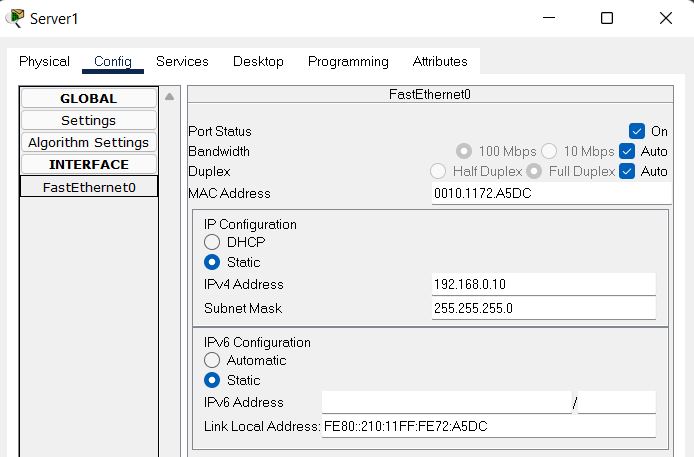 Server1
Physical Config Services Desktop Programming Attributes
GLOBAL
Settings
Algorithm Settings
INTERFACE
FastEthernet0
FastEthernet0
Port Status On
Bandwidth 100 Mbps 10 Mbps Auto
Duplex Half Duplex Full Duplex Auto
MAC Address 0010.1172.A5DC
IP Configuration
DHCP
Static
IPv4 Address 192.168.0.10
Subnet Mask 255.255.255.0
IPv6 Configuration
Automatic
Static
IPv6 Address /
Link Local Address: FE80::210:11FF:FE72:A5DC